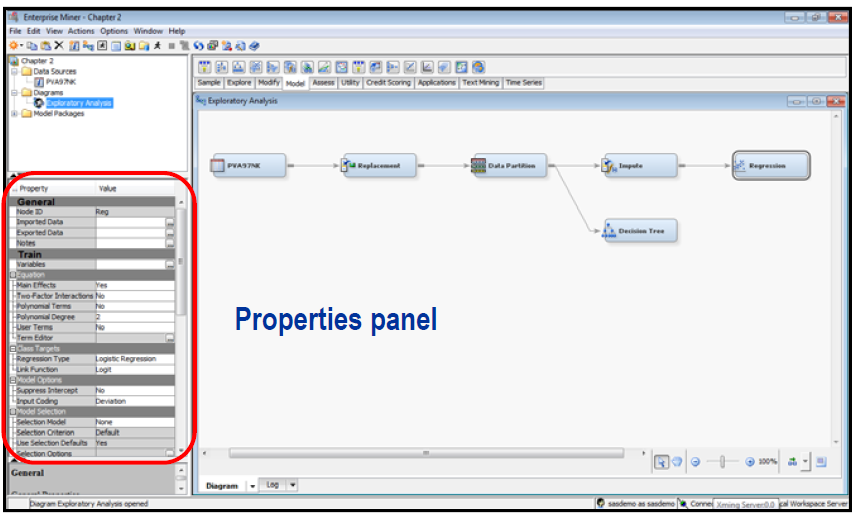 Enterprise Miner - Chapter 2
File Edit View Actions Options Window Help
Chapter 2
Data Sources
PVA97NK
Diagrams
Exploratory Analysis
Model Packages
Sample Explore Modify Model Assess Utility Credit Scoring Applications Text Mining Time Series
Exploratory Analysis
PVA97NK Replacement Data Partition Impute Regression
Decision Tree
Properties panel
.. Property Value
General
Node ID Reg
Imported Data ...
Exported Data ...
Notes ...
Train
Variables ...
Equation
Main Effects Yes
Two-Factor Interactions No
Polynomial Terms No
Polynomial Degree 2
User Terms No
Term Editor ...
Class Targets
Regression Type Logistic Regression
Link Function Logit
Model Options
Suppress Intercept No
Input Coding Deviation
Model Selection
Selection Model None
Selection Criterion Default
Use Selection Defaults Yes
Selection Options ...
General
100%
Diagram Log
Diagram Exploratory Analysis opened
sasdemo as sasdemo Connec Xming Server:0.0 cal Workspace Server